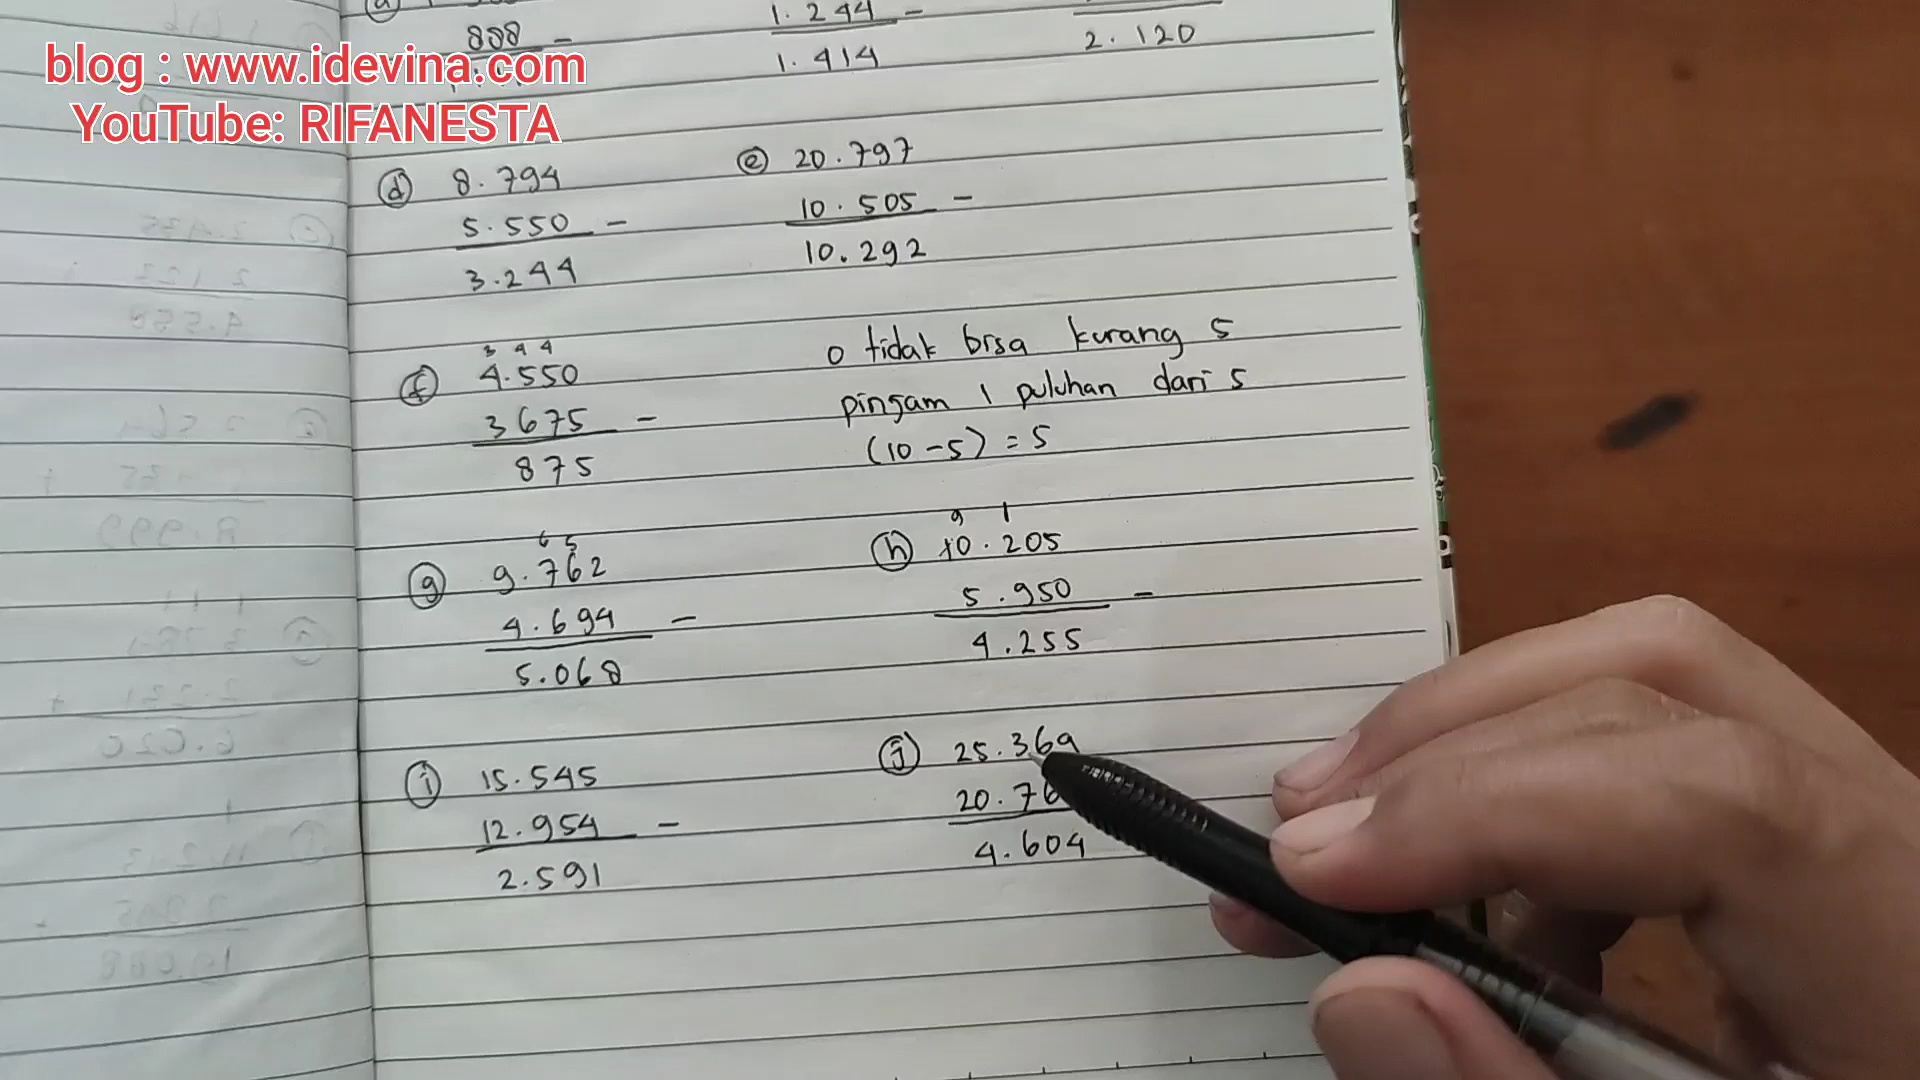 blog : www.idevina.com
YouTube: RIFANESTA
888 -
1.244 -
1.414
2.120
d 8.794
5.550 -
3.244
e 20.797
10.505 -
10.292
3 4 4
f 4.550
3675 -
875
0 tidak bisa kurang 5
pinjam 1 puluhan dari 5
(10-5) = 5
6 5
g 9.762
4.694 -
5.068
9 1
h 10.205
5.950 -
4.255
i 15.545
12.954 -
2.591
j 25.369
20.76
4.604